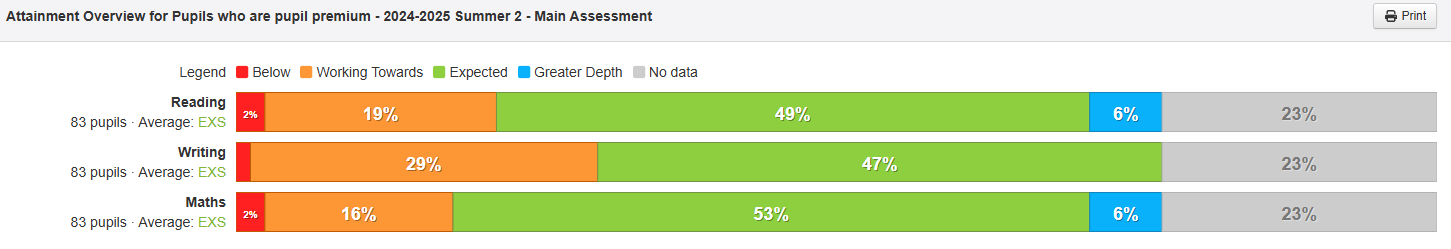 Attainment Overview for Pupils who are pupil premium - 2024-2025 Summer 2 - Main Assessment
Print
Legend Below Working Towards Expected Greater Depth No data
Reading
83 pupils · Average: EXS
2% 19% 49% 6% 23%
Writing
83 pupils · Average: EXS
29% 47% 23%
Maths
83 pupils · Average: EXS
2% 16% 53% 6% 23%